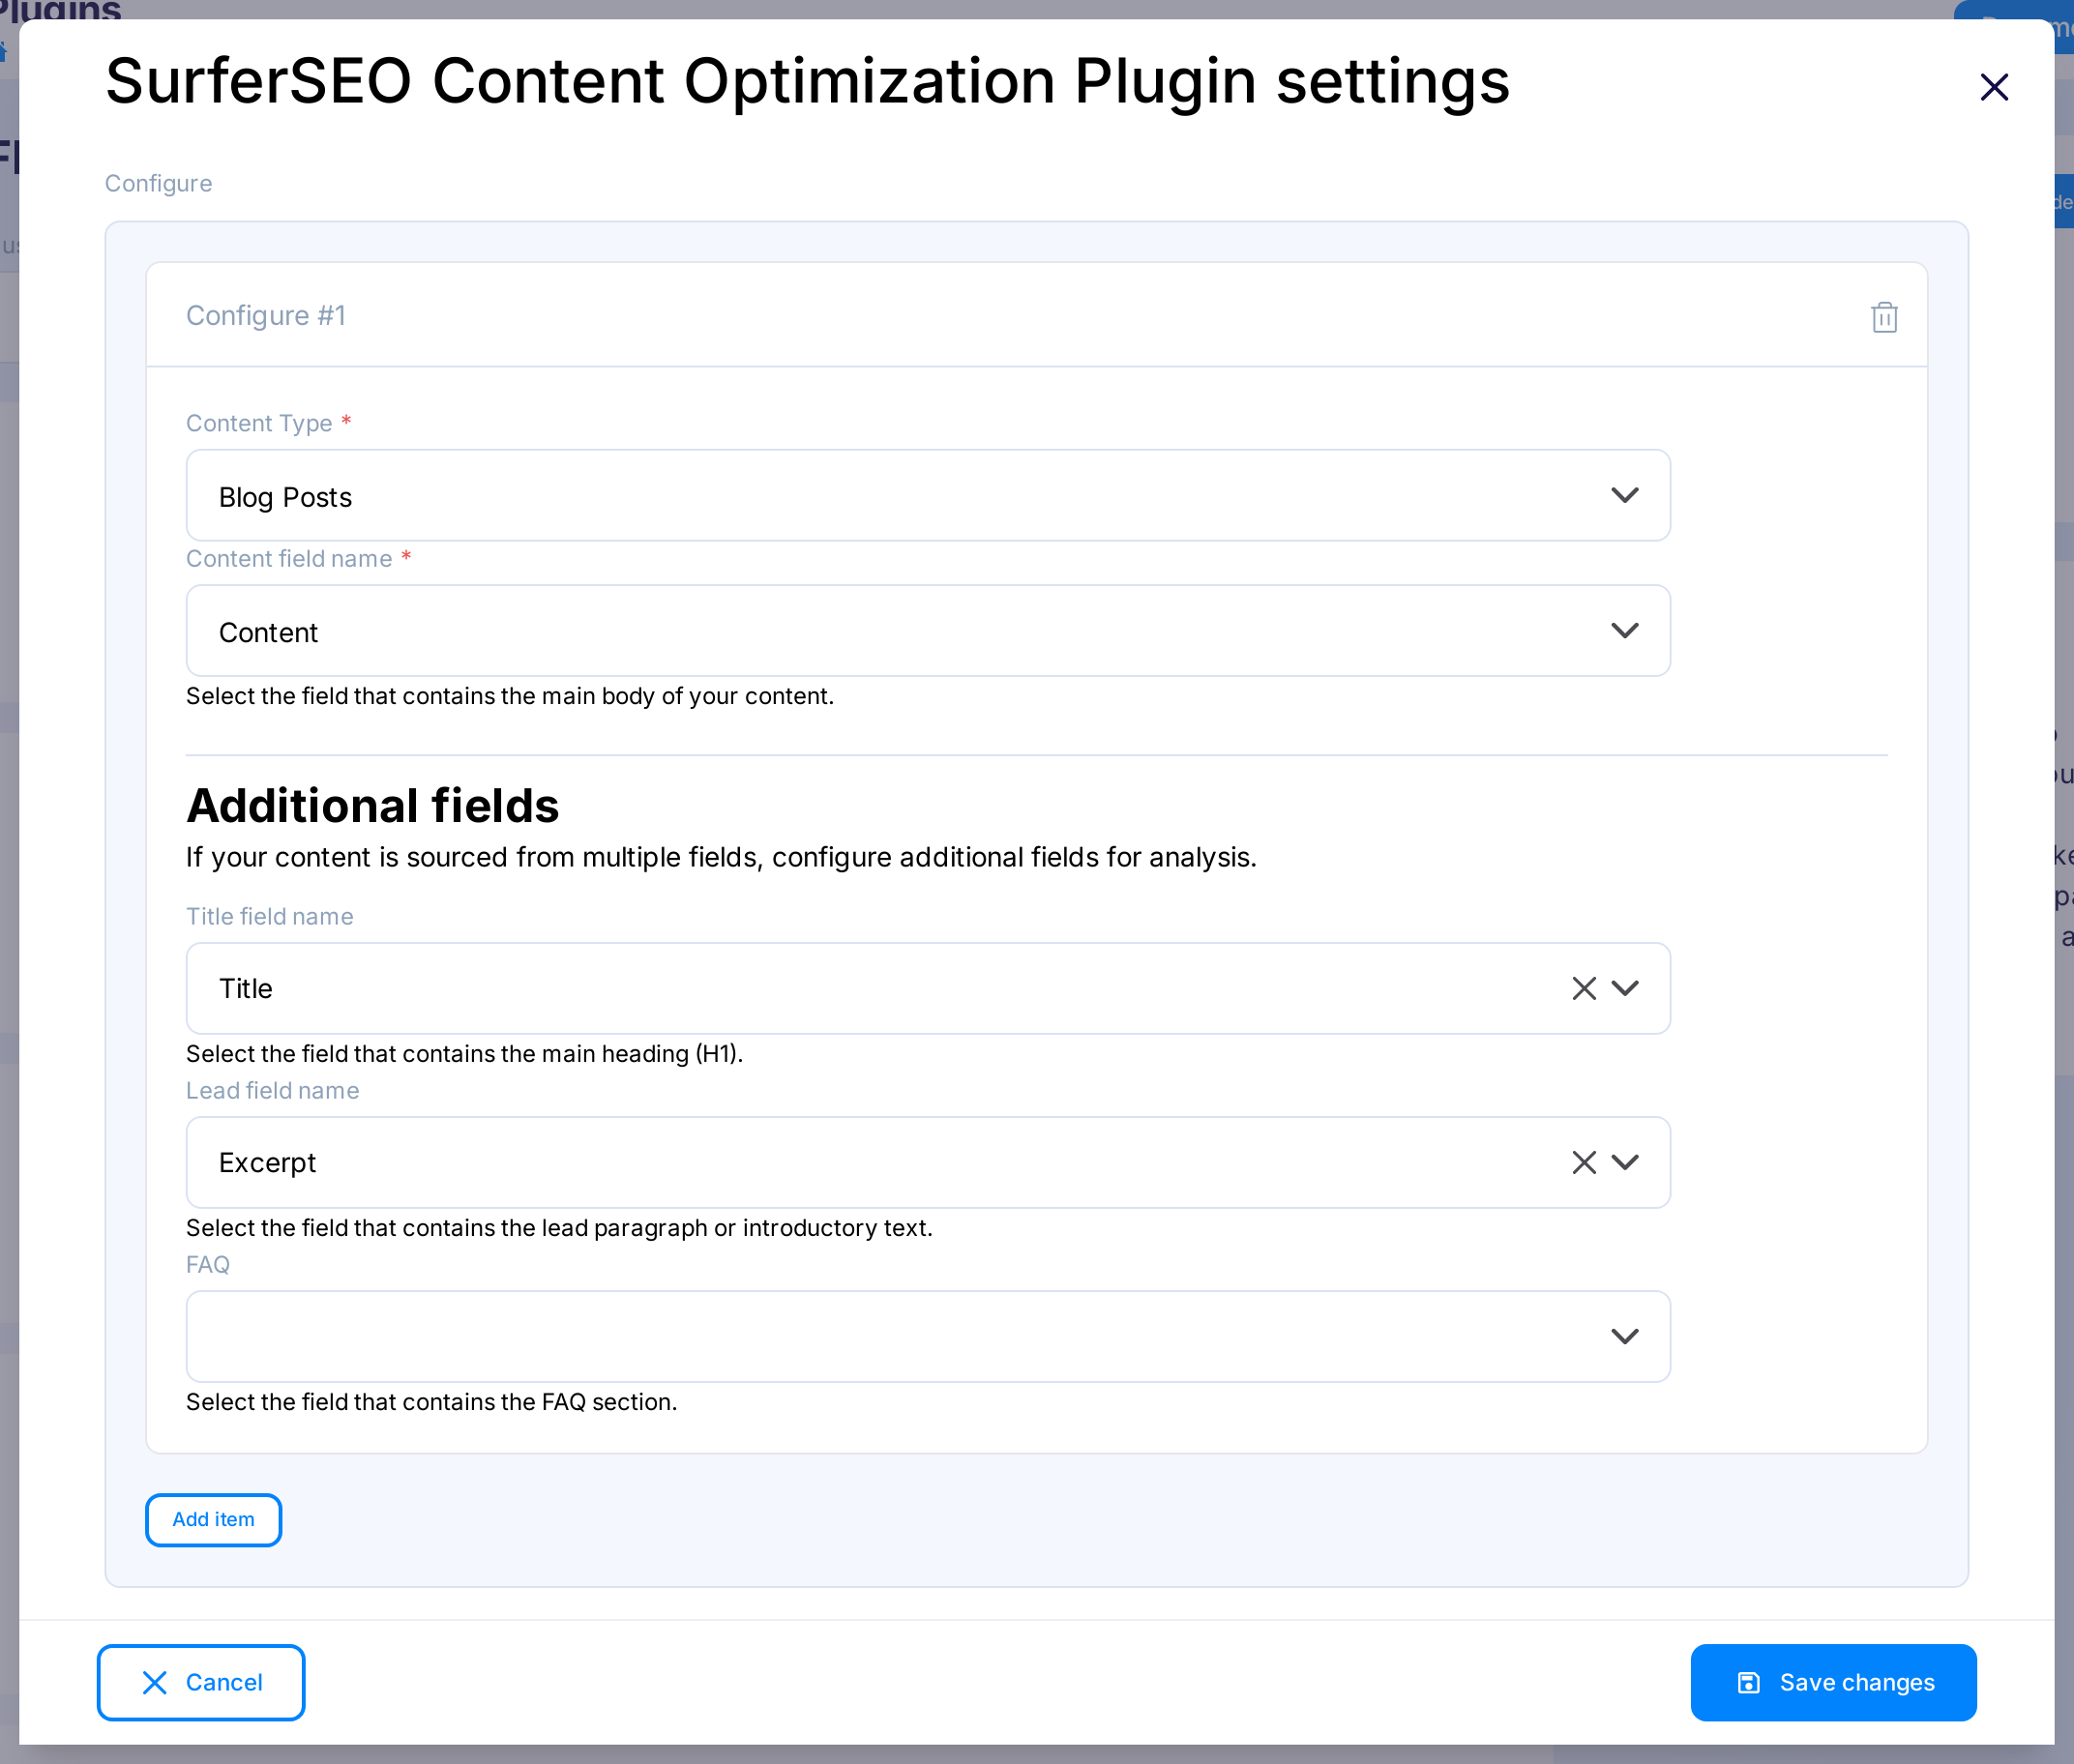 Plugins
SurferSEO Content Optimization Plugin settings
Configure
Configure #1
Content Type *
Blog Posts
Content field name *
Content
Select the field that contains the main body of your content.
Additional fields
If your content is sourced from multiple fields, configure additional fields for analysis.
Title field name
Title
Select the field that contains the main heading (H1).
Lead field name
Excerpt
Select the field that contains the lead paragraph or introductory text.
FAQ
Select the field that contains the FAQ section.
Add item
Cancel
Save changes